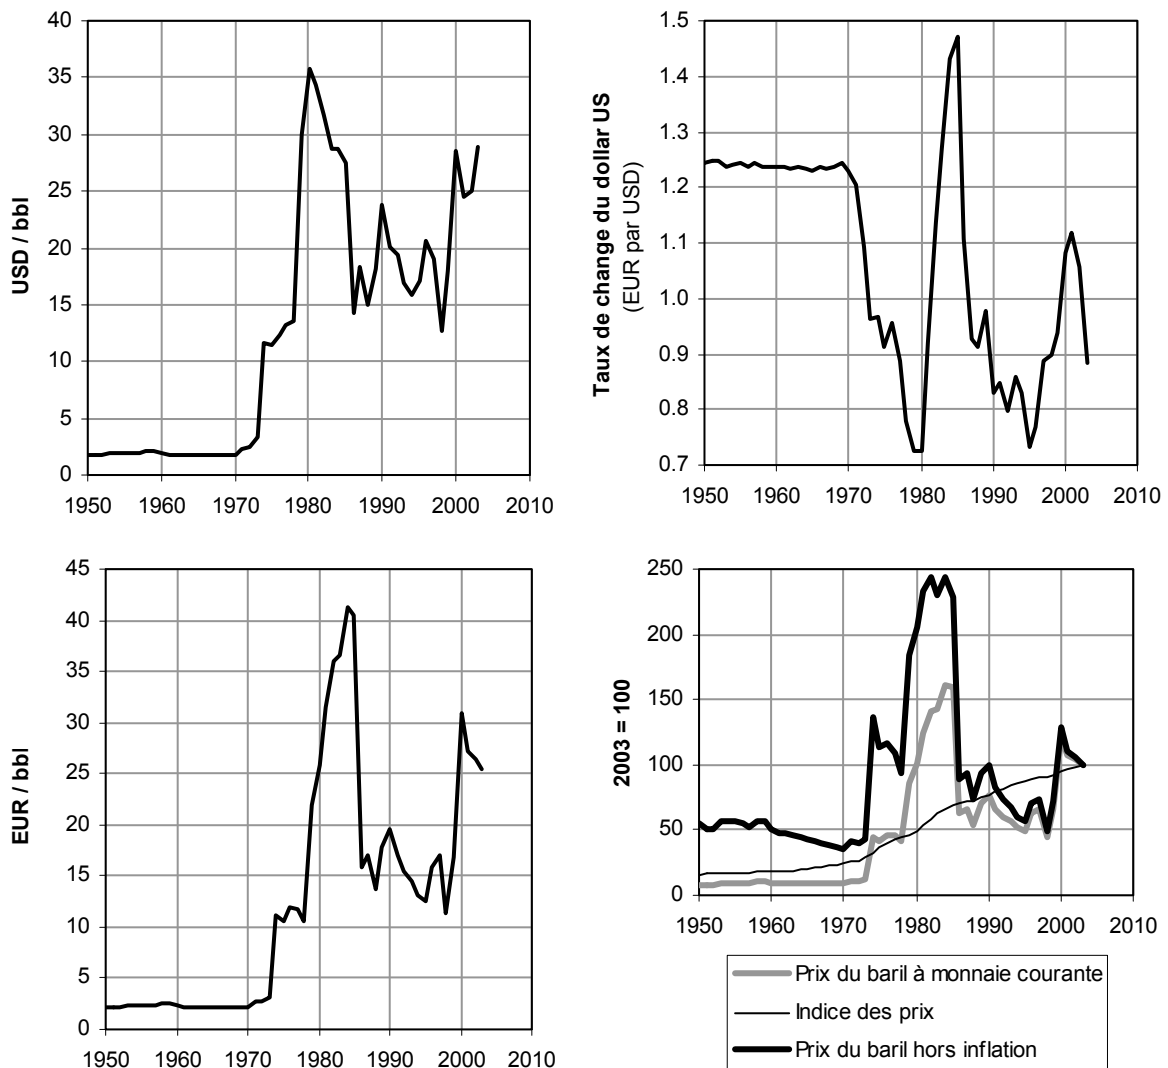 40
35
30
25
20
15
10
5
0
USD / bbl
1950 1960 1970 1980 1990 2000 2010
1.5
1.4
1.3
1.2
1.1
1.0
0.9
0.8
0.7
Taux de change du dollar US
(EUR par USD)
1950 1960 1970 1980 1990 2000 2010
45
40
35
30
25
20
15
10
5
0
EUR / bbl
1950 1960 1970 1980 1990 2000 2010
250
200
150
100
50
0
2003 = 100
1950 1960 1970 1980 1990 2000 2010
Prix du baril à monnaie courante
Indice des prix
Prix du baril hors inflation